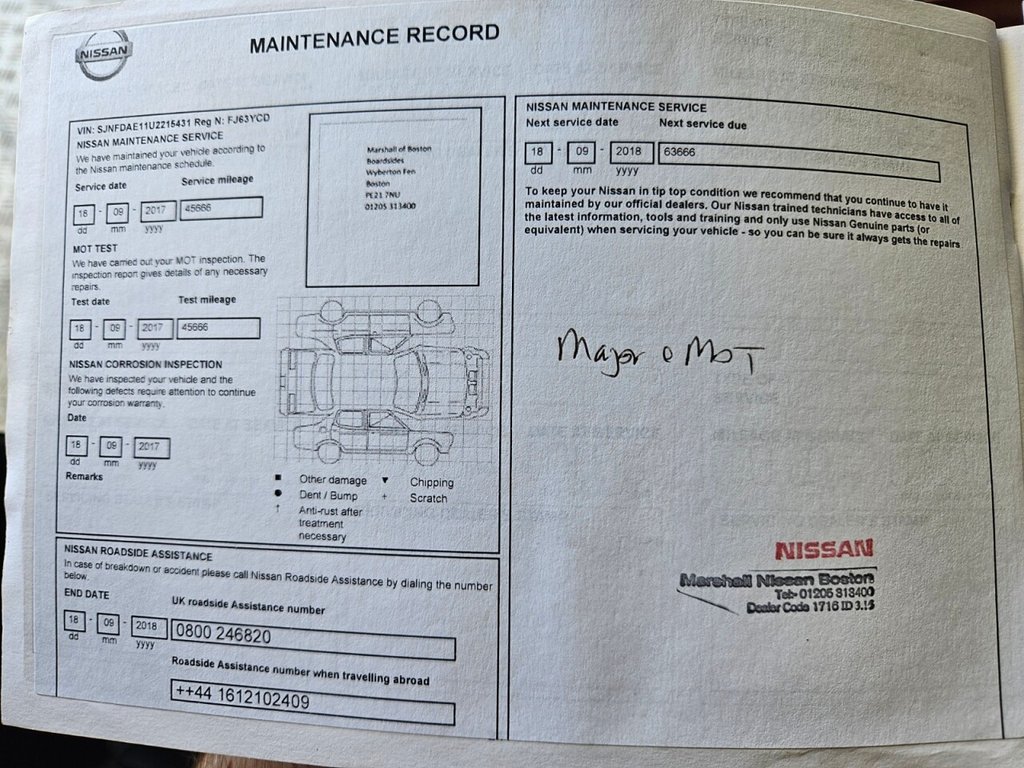 NISSAN
MAINTENANCE RECORD
VIN: SJNFDAE11U2215431 Reg N: FJ63YCD
NISSAN MAINTENANCE SERVICE
We have maintained your vehicle according to
the Nissan maintenance schedule.
Service date Service mileage
18 - 09 - 2017 45666
dd mm yyyy
MOT TEST
We have carried out your MOT inspection. The
inspection report gives details of any necessary
repairs.
Test date Test mileage
18 - 09 - 2017 45666
dd mm yyyy
NISSAN CORROSION INSPECTION
We have inspected your vehicle and the
following defects require attention to continue
your corrosion warranty.
Date
18 - 09 - 2017
dd mm yyyy
Remarks
Marshall of Boston
Boardsides
Wyberton Fen
Boston
PE21 7NU
01205 313400
■ Other damage ▼ Chipping
● Dent / Bump + Scratch
↑ Anti-rust after
treatment
necessary
NISSAN ROADSIDE ASSISTANCE
In case of breakdown or accident please call Nissan Roadside Assistance by dialing the number
below.
END DATE UK roadside Assistance number
18 - 09 - 2018 0800 246820
dd mm yyyy
Roadside Assistance number when travelling abroad
++44 1612102409
NISSAN MAINTENANCE SERVICE
Next service date Next service due
18 - 09 - 2018 63666
dd mm yyyy
To keep your Nissan in tip top condition we recommend that you continue to have it
maintained by our official dealers. Our Nissan trained technicians have access to all of
the latest information, tools and training and only use Nissan Genuine parts (or
equivalent) when servicing your vehicle - so you can be sure it always gets the repairs
Major o MOT
NISSAN
Marshall Nissan Boston
Tel: 01205 313400
Dealer Code 1716 ID 3.15